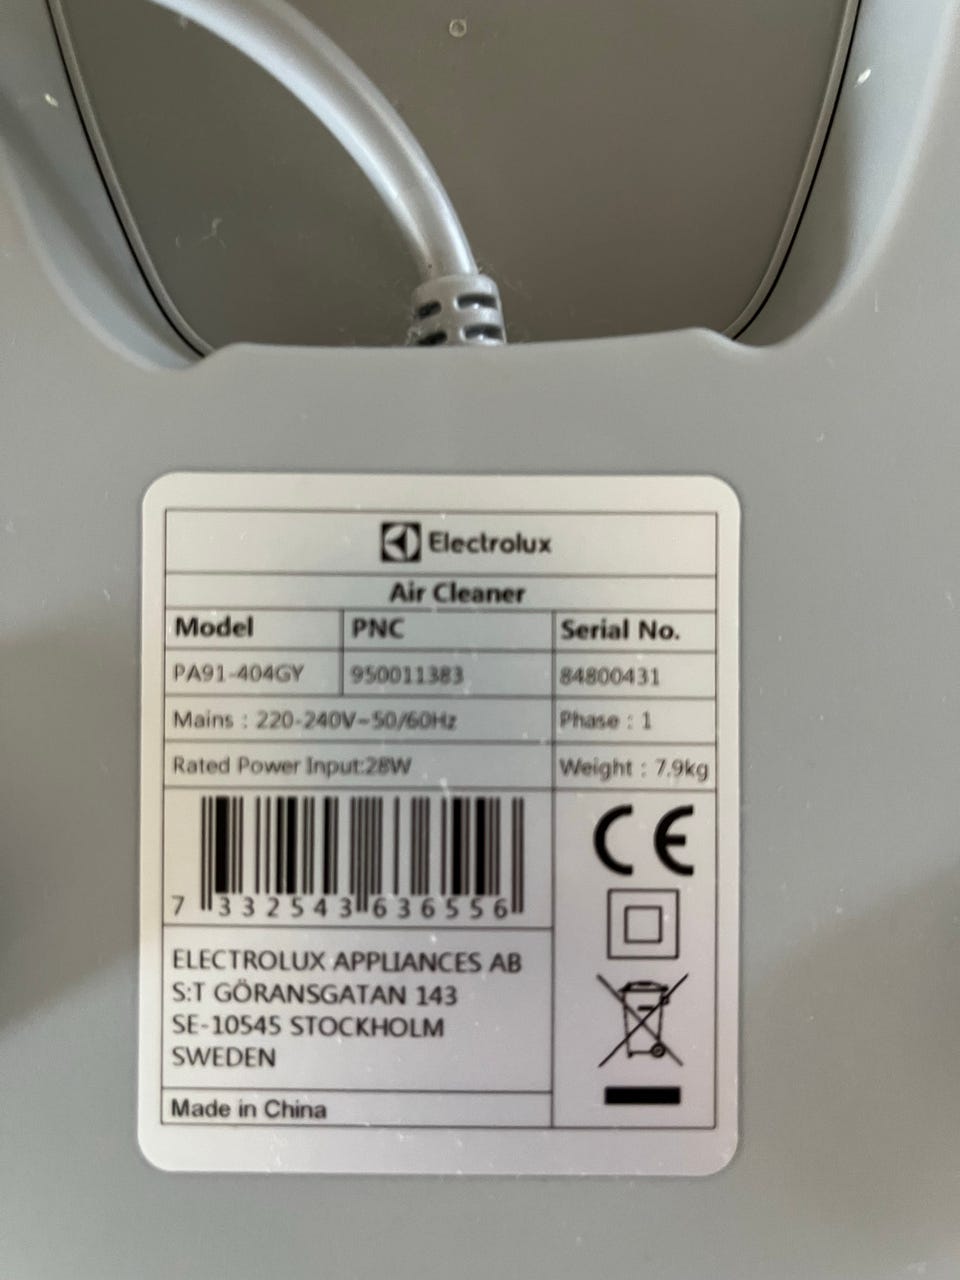 Electrolux
Air Cleaner
Model PNC Serial No.
PA91-404GY 950011383 84800431
Mains : 220-240V~50/60Hz Phase : 1
Rated Power Input:28W Weight : 7.9kg
CE
7 332543 636556
ELECTROLUX APPLIANCES AB
S:T GÖRANSGATAN 143
SE-10545 STOCKHOLM
SWEDEN
Made in China